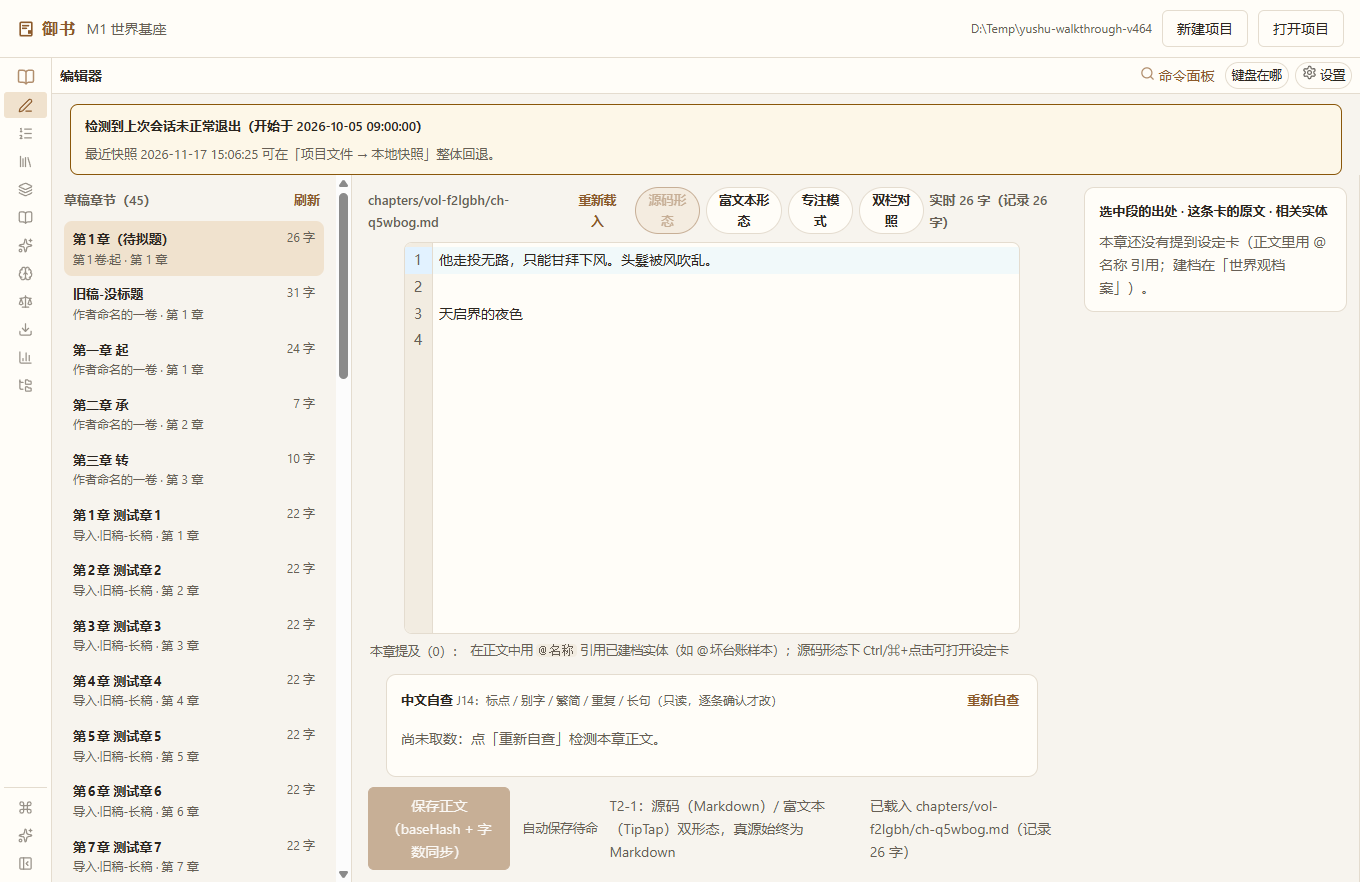 御书 M1 世界基座
D:\Temp\yushu-walkthrough-v464
新建项目
打开项目
编辑器
命令面板
键盘在哪
设置
检测到上次会话未正常退出（开始于 2026-10-05 09:00:00）
最近快照 2026-11-17 15:06:25 可在「项目文件 → 本地快照」整体回退。
草稿章节（45）
刷新
第1章（待拟题） 26 字
第1卷·起 · 第 1 章
旧稿-没标题 31 字
作者命名的一卷 · 第 1 章
第一章 起 24 字
作者命名的一卷 · 第 1 章
第二章 承 7 字
作者命名的一卷 · 第 2 章
第三章 转 10 字
作者命名的一卷 · 第 3 章
第1章 测试章1 22 字
导入·旧稿-长稿 · 第 1 章
第2章 测试章2 22 字
导入·旧稿-长稿 · 第 2 章
第3章 测试章3 22 字
导入·旧稿-长稿 · 第 3 章
第4章 测试章4 22 字
导入·旧稿-长稿 · 第 4 章
第5章 测试章5 22 字
导入·旧稿-长稿 · 第 5 章
第6章 测试章6 22 字
导入·旧稿-长稿 · 第 6 章
第7章 测试章7 22 字
导入·旧稿-长稿 · 第 7 章
chapters/vol-f2lgbh/ch-
q5wbog.md
重新载
入
源码形
态
富文本形
态
专注模
式
双栏对
照
实时 26 字（记录 26
字）
1 他走投无路，只能甘拜下风。头髮被风吹乱。
2
3 天启界的夜色
4
本章提及（0）： 在正文中用 @名称 引用已建档实体（如 @坏台账样本）；源码形态下 Ctrl/⌘+点击可打开设定卡
中文自查 J14：标点 / 别字 / 繁简 / 重复 / 长句（只读，逐条确认才改）
重新自查
尚未取数：点「重新自查」检测本章正文。
保存正文
（baseHash + 字
数同步）
自动保存待命
T2-1：源码（Markdown）/ 富文本
（TipTap）双形态，真源始终为
Markdown
已载入 chapters/vol-
f2lgbh/ch-q5wbog.md（记录
26 字）
选中段的出处 · 这条卡的原文 · 相关实体
本章还没有提到设定卡（正文里用 @
名称 引用；建档在「世界观档
案」）。